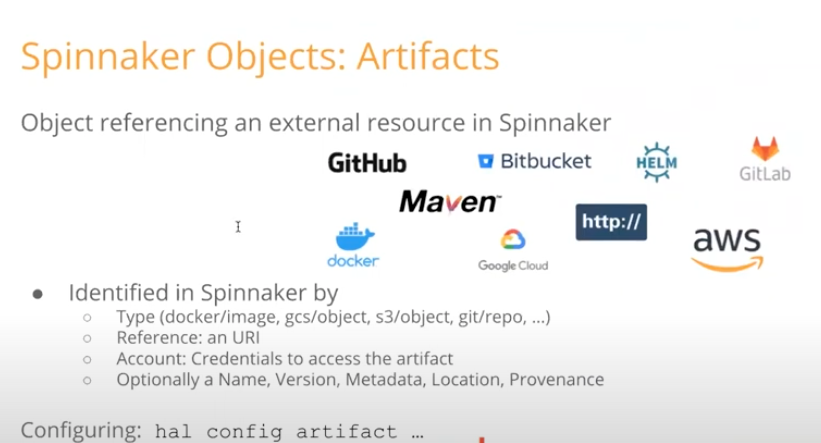 Spinnaker Objects: Artifacts
Object referencing an external resource in Spinnaker
GitHub
Bitbucket
HELM
GitLab
Maven™
http://
docker
Google Cloud
aws
● Identified in Spinnaker by
○ Type (docker/image, gcs/object, s3/object, git/repo, ...)
○ Reference: an URI
○ Account: Credentials to access the artifact
○ Optionally a Name, Version, Metadata, Location, Provenance
Configuring: hal config artifact …